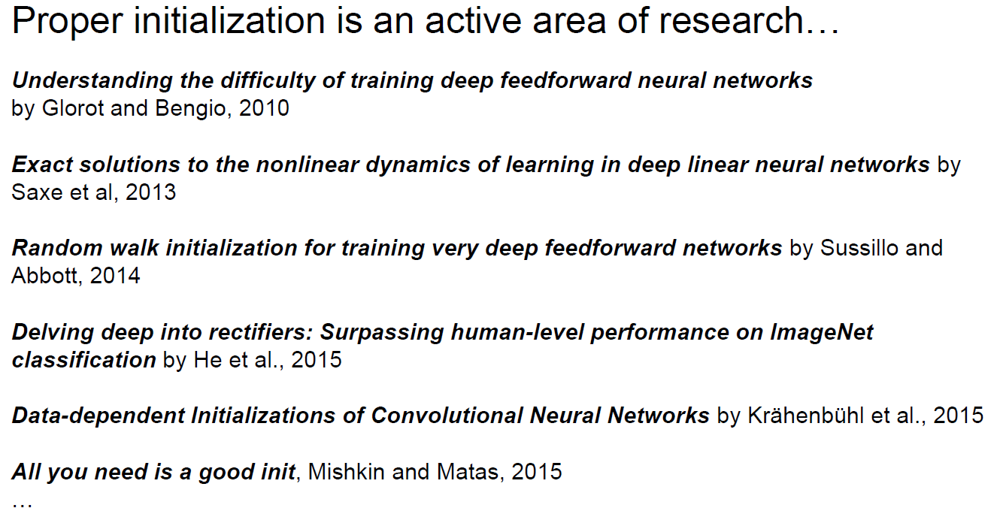 Proper initialization is an active area of research…
Understanding the difficulty of training deep feedforward neural networks
by Glorot and Bengio, 2010
Exact solutions to the nonlinear dynamics of learning in deep linear neural networks by
Saxe et al, 2013
Random walk initialization for training very deep feedforward networks by Sussillo and
Abbott, 2014
Delving deep into rectifiers: Surpassing human-level performance on ImageNet
classification by He et al., 2015
Data-dependent Initializations of Convolutional Neural Networks by Krähenbühl et al., 2015
All you need is a good init, Mishkin and Matas, 2015
…